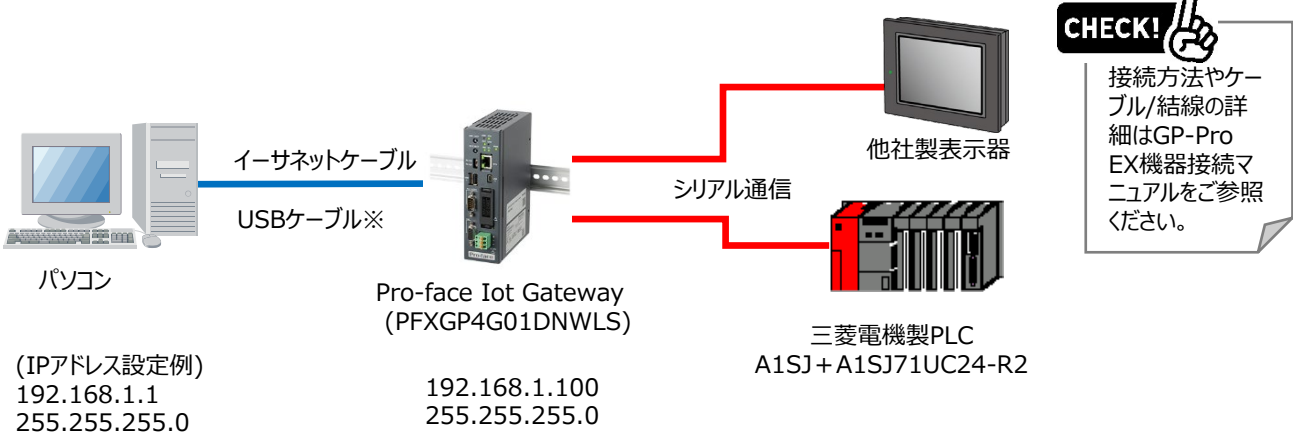 CHECK!
接続方法やケー
ブル/結線の詳
細はGP-Pro
EX機器接続マ
ニュアルをご参照
ください。
他社製表示器
イーサネットケーブル
USBケーブル※
シリアル通信
パソコン
Pro-face Iot Gateway
(PFXGP4G01DNWLS)
三菱電機製PLC
A1SJ＋A1SJ71UC24-R2
(IPアドレス設定例)
192.168.1.1
255.255.255.0
192.168.1.100
255.255.255.0